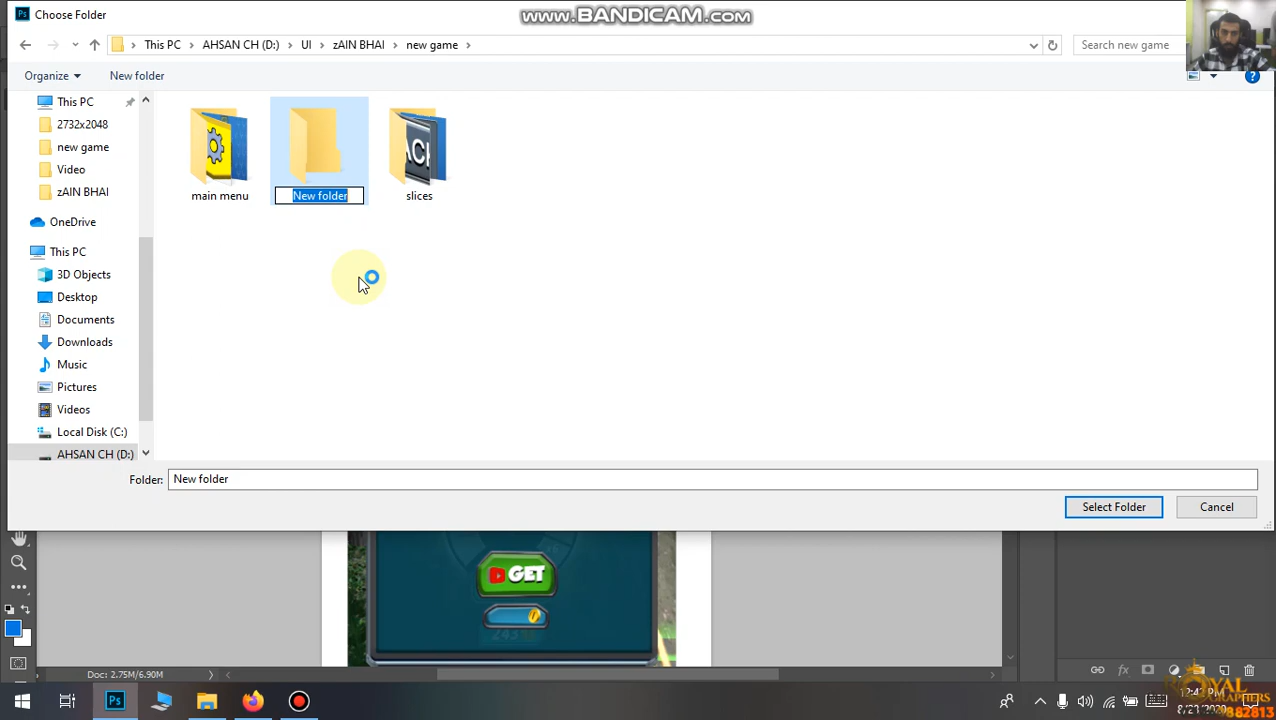 Ps Choose Folder
www.BANDICAM.com
This PC > AHSAN CH (D:) > UI > zAIN BHAI > new game >
Search new game
Organize
New folder
This PC
2732x2048
new game
Video
zAIN BHAI
OneDrive
This PC
3D Objects
Desktop
Documents
Downloads
Music
Pictures
Videos
Local Disk (C:)
AHSAN CH (D:)
main menu
New folder
slices
Folder: New folder
Select Folder
Cancel
GET
Doc: 2.75M/6.90M
fx
Ps